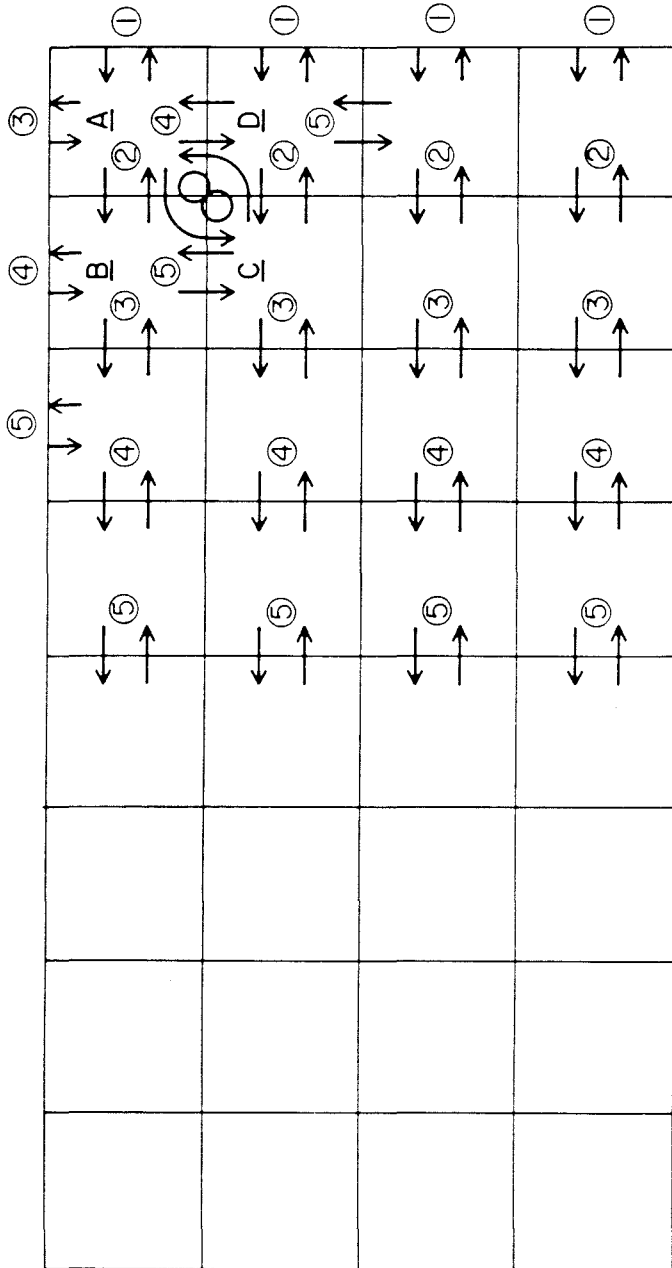 ⑤ ④ ③
B A
⑤ ④ ③ ② ①
⑤ ④
C D
⑤ ④ ③ ② ①
⑤
⑤ ④ ③ ② ①
⑤ ④ ③ ② ①